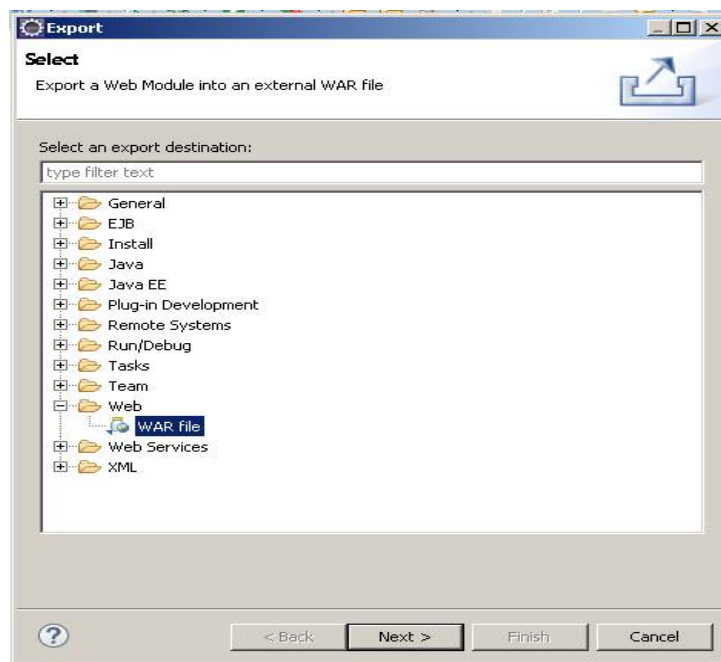 Export
Select
Export a Web Module into an external WAR file
Select an export destination:
type filter text
General
EJB
Install
Java
Java EE
Plug-in Development
Remote Systems
Run/Debug
Tasks
Team
Web
WAR file
Web Services
XML
?
< Back
Next >
Finish
Cancel